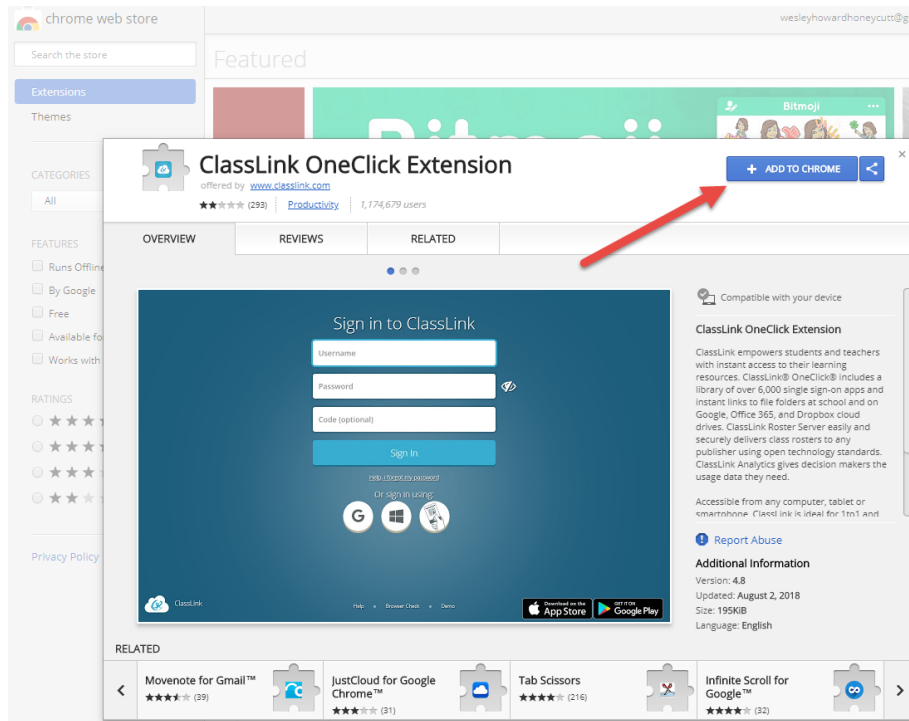 chrome web store
wesleyhowardhoneycutt@g
Search the store
Featured
Extensions
Themes
Bitmoji
Bitmoji
ClassLink OneClick Extension
offered by www.classlink.com
(293)
Productivity
1,174,679 users
+ ADD TO CHROME
CATEGORIES
All
FEATURES
Runs Offline
By Google
Free
Available fo
Works with
RATINGS
Privacy Policy
OVERVIEW
REVIEWS
RELATED
Sign in to ClassLink
Username
Password
Code (optional)
Sign In
Help, I forgot my password
Or sign in using:
G
ClassLink
Help
Browser Check
Demo
Download on the
App Store
GET IT ON
Google Play
Compatible with your device
ClassLink OneClick Extension
ClassLink empowers students and teachers
with instant access to their learning
resources. ClassLink® OneClick® includes a
library of over 6,000 single sign-on apps and
instant links to file folders at school and on
Google, Office 365, and Dropbox cloud
drives. ClassLink Roster Server easily and
securely delivers class rosters to any
publisher using open technology standards.
ClassLink Analytics gives decision makers the
usage data they need.
Accessible from any computer, tablet or
smartphone, ClassLink is ideal for 1to1 and
Report Abuse
Additional Information
Version: 4.8
Updated: August 2, 2018
Size: 195KiB
Language: English
RELATED
Movenote for Gmail™
(39)
JustCloud for Google
Chrome™
(31)
Tab Scissors
(216)
Infinite Scroll for
Google™
(32)